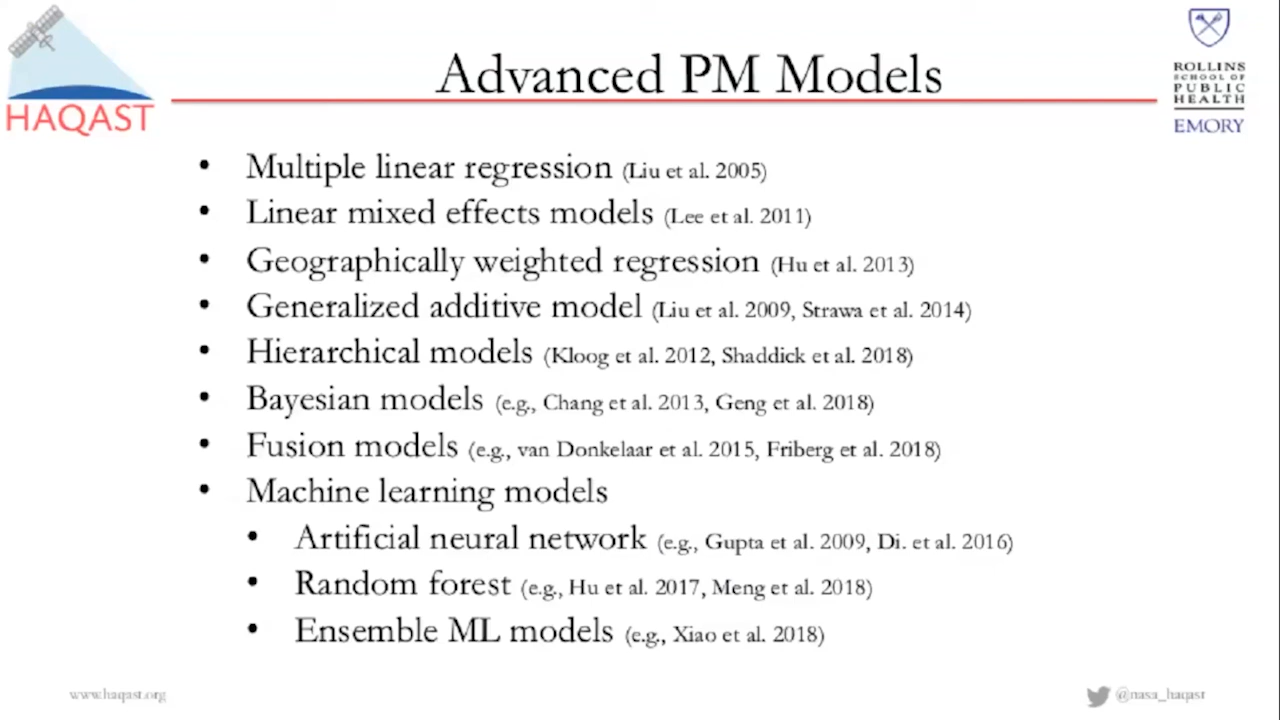 HAQAST
Advanced PM Models
ROLLINS
SCHOOL OF
PUBLIC
HEALTH
EMORY
• Multiple linear regression (Liu et al. 2005)
• Linear mixed effects models (Lee et al. 2011)
• Geographically weighted regression (Hu et al. 2013)
• Generalized additive model (Liu et al. 2009, Strawa et al. 2014)
• Hierarchical models (Kloog et al. 2012, Shaddick et al. 2018)
• Bayesian models (e.g., Chang et al. 2013, Geng et al. 2018)
• Fusion models (e.g., van Donkelaar et al. 2015, Friberg et al. 2018)
• Machine learning models
• Artificial neural network (e.g., Gupta et al. 2009, Di. et al. 2016)
• Random forest (e.g., Hu et al. 2017, Meng et al. 2018)
• Ensemble ML models (e.g., Xiao et al. 2018)
www.haqast.org
@nasa_haqast